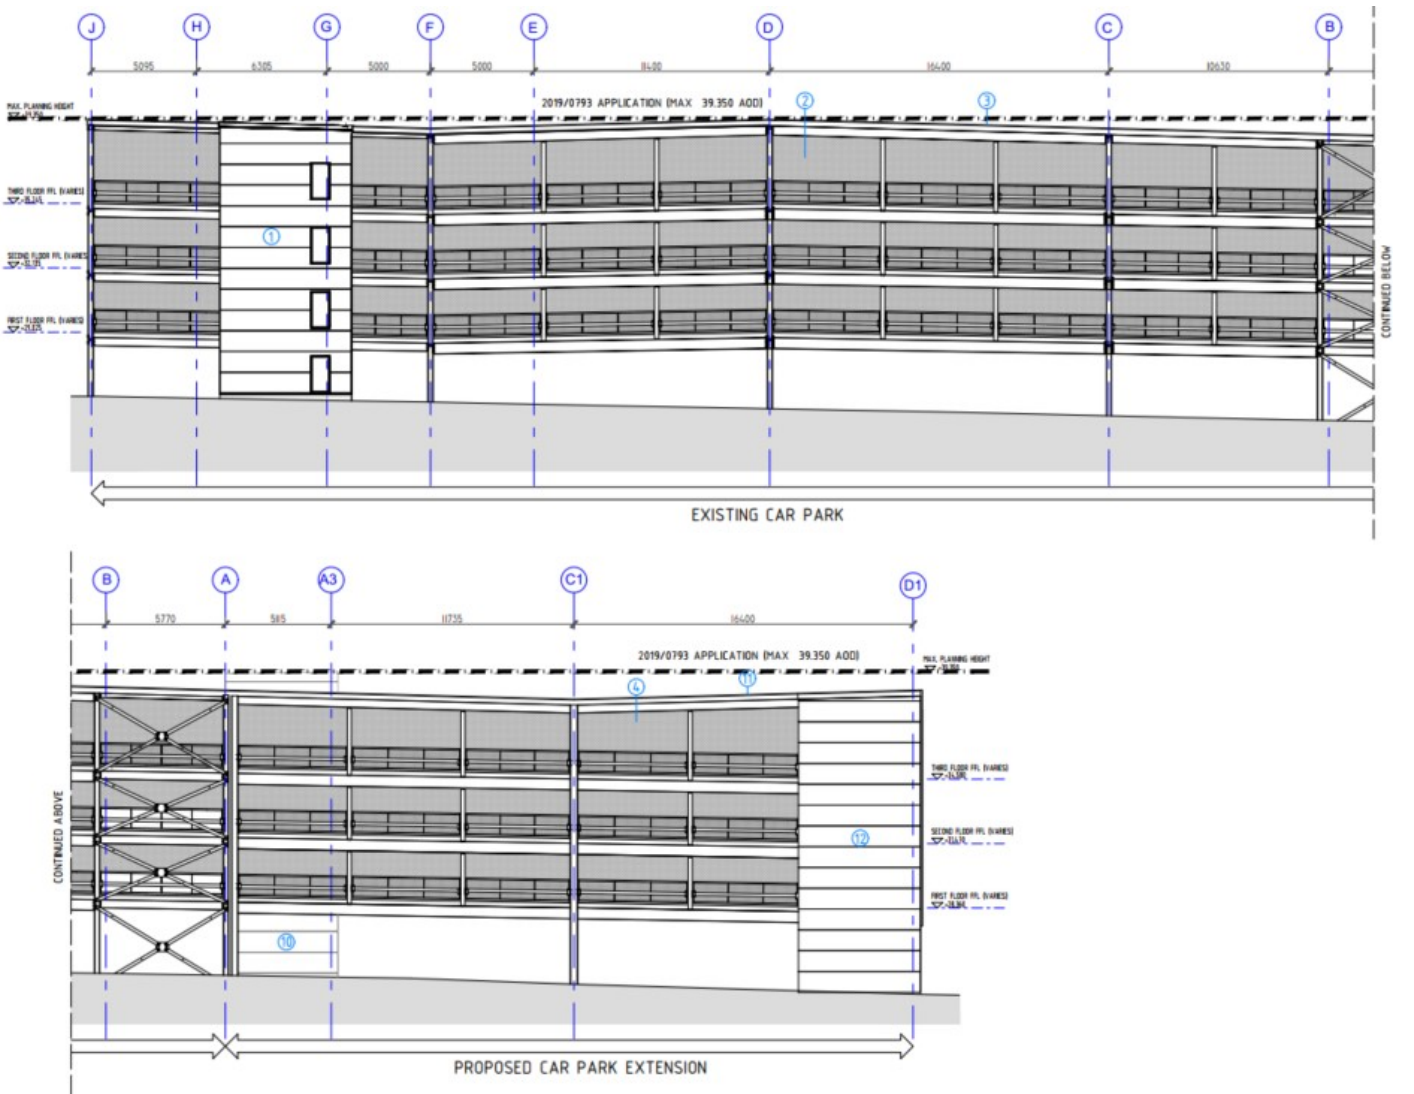 J H G F E D C B
5095 6305 5000 5000 11400 16400 10630
2019/0793 APPLICATION (MAX 39.350 AOD)
MAX. PLANNING HEIGHT
2 3
THIRD FLOOR FFL (VARIES)
1
SECOND FLOOR FFL (VARIES)
FIRST FLOOR FFL (VARIES)
CONTINUED BELOW
EXISTING CAR PARK
B A A3 C1 D1
5770 5115 11735 16400
2019/0793 APPLICATION (MAX 39.350 AOD)
MAX. PLANNING HEIGHT
4 11
THIRD FLOOR FFL (VARIES)
SECOND FLOOR FFL (VARIES)
12
CONTINUED ABOVE
FIRST FLOOR FFL (VARIES)
10
PROPOSED CAR PARK EXTENSION